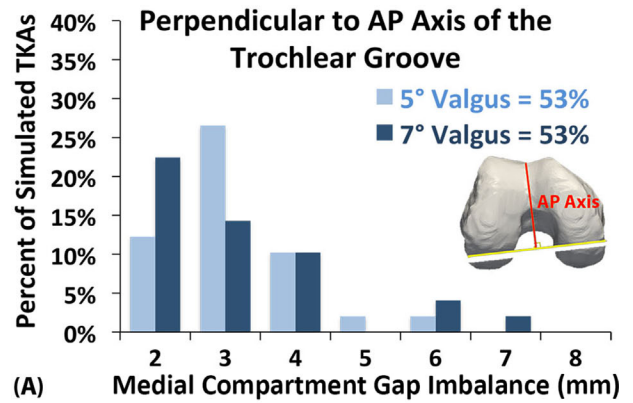 Perpendicular to AP Axis of the
Trochlear Groove
5° Valgus = 53%
7° Valgus = 53%
AP Axis
Percent of Simulated TKAs
40%
35%
30%
25%
20%
15%
10%
5%
0%
2 3 4 5 6 7 8
(A) Medial Compartment Gap Imbalance (mm)